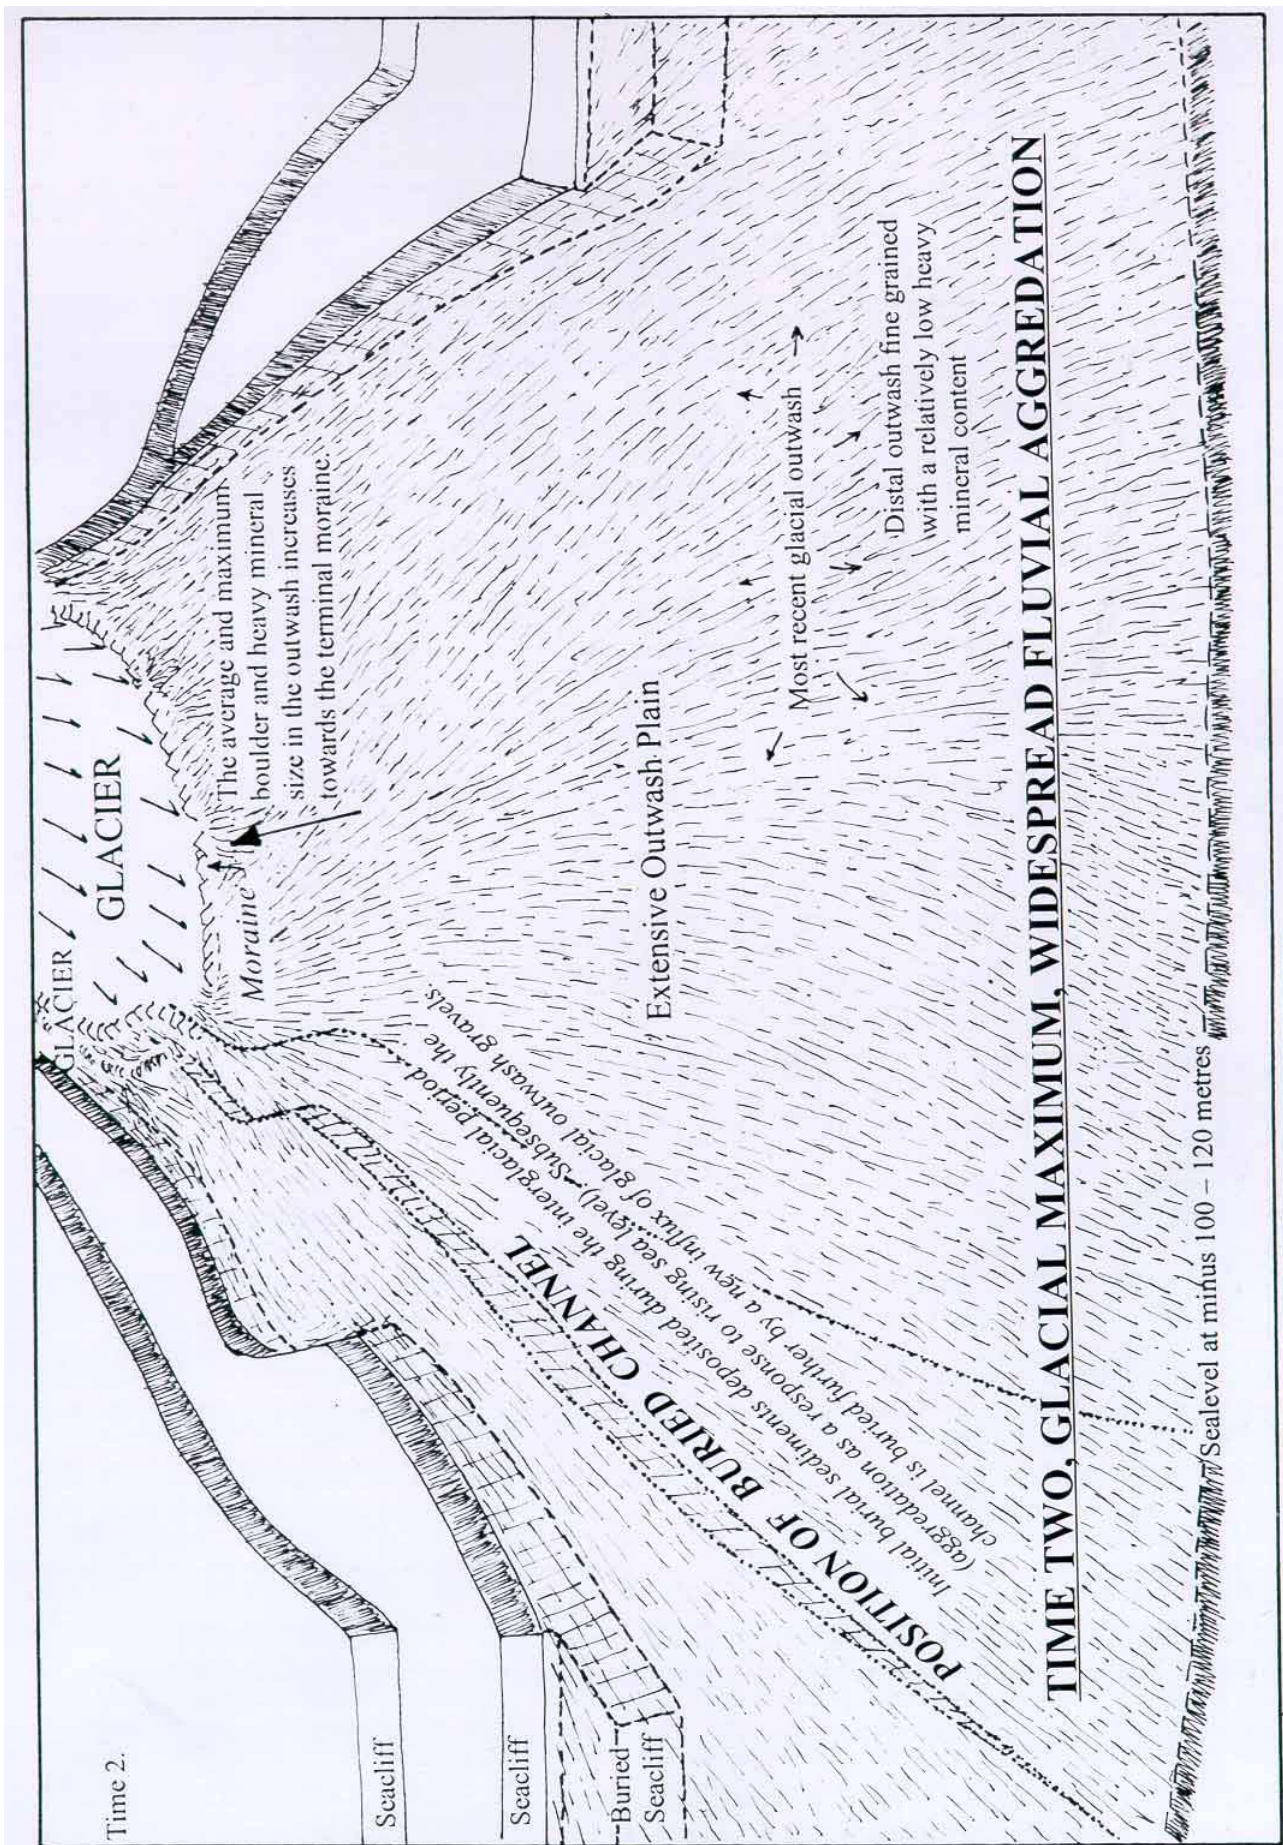 Time 2.
GLACIER
GLACIER
Moraine
The average and maximum
boulder and heavy mineral
size in the outwash increases
towards the terminal moraine.
Seacliff
Seacliff
Buried
Seacliff
Extensive Outwash Plain
POSITION OF BURIED CHANNEL
Initial burial sediments deposited during the interglacial period
(aggredation as a response to rising sea level). Subsequently the
channel is buried further by a new influx of glacial outwash gravels.
Most recent glacial outwash
Distal outwash fine grained
with a relatively low heavy
mineral content
TIME TWO, GLACIAL MAXIMUM, WIDESPREAD FLUVIAL AGGREDATION
Sealevel at minus 100 – 120 metres